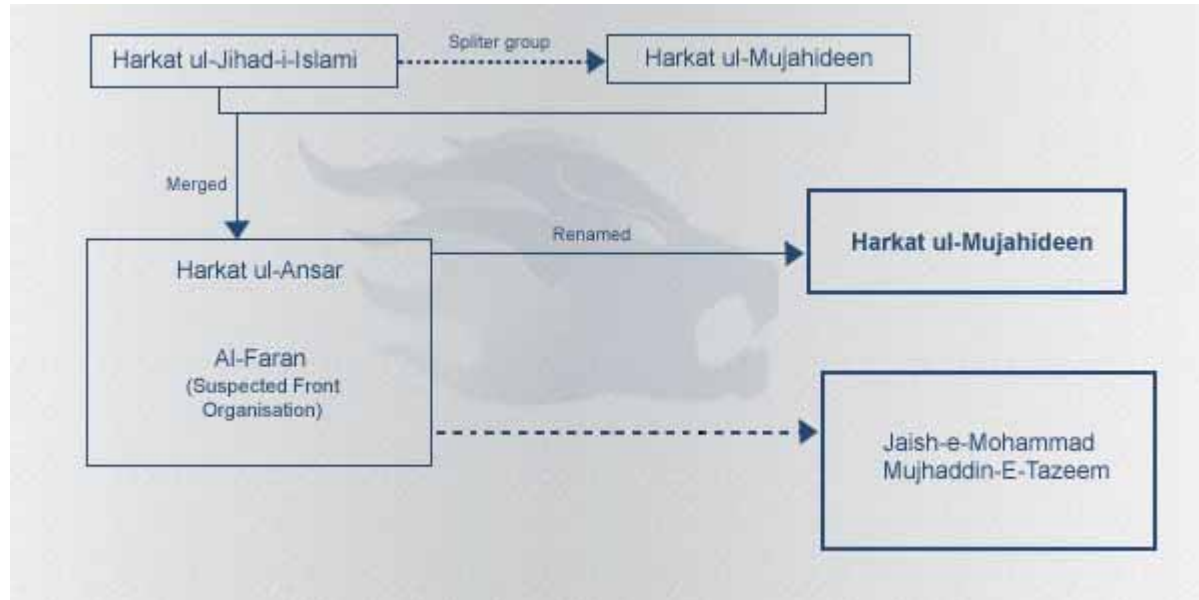 Harkat ul-Jihad-i-Islami
Spliter group
Harkat ul-Mujahideen
Merged
Harkat ul-Ansar
Renamed
Harkat ul-Mujahideen
Al-Faran
(Suspected Front
Organisation)
Jaish-e-Mohammad
Mujhaddin-E-Tazeem